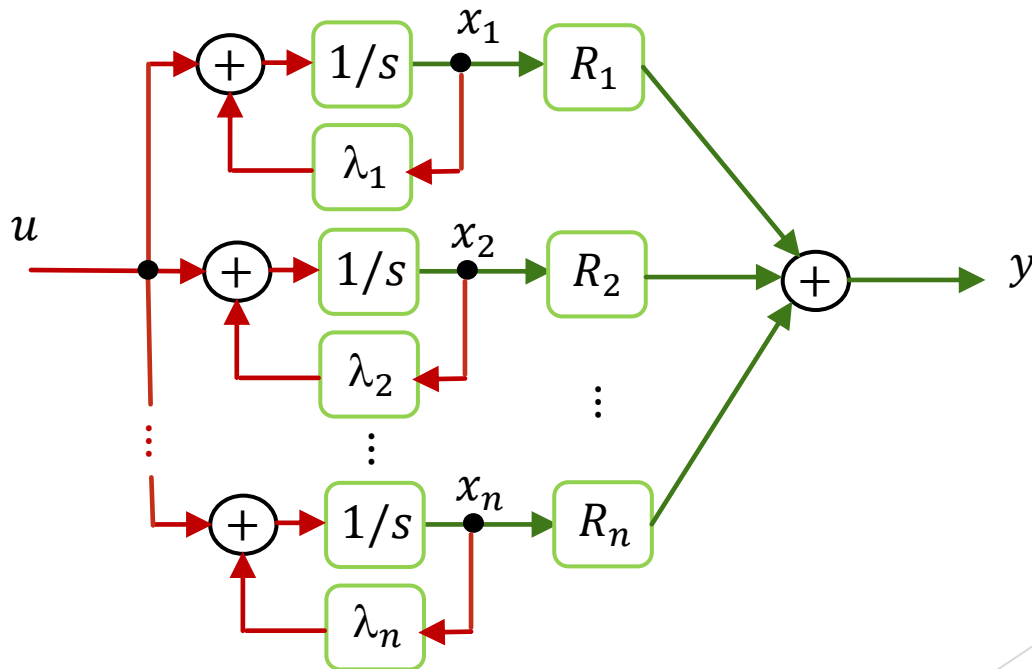 x₁
+ 1/s R₁
λ₁
u
x₂
+ 1/s R₂ + y
λ₂
⋮
⋮ ⋮
xₙ
+ 1/s Rₙ
λₙ